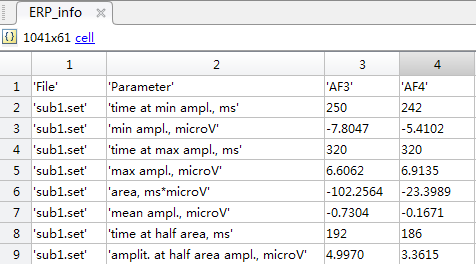 ERP_info
1041x61 cell
1 2 3 4
1 'File' 'Parameter' 'AF3' 'AF4'
2 'sub1.set' 'time at min ampl., ms' 250 242
3 'sub1.set' 'min ampl., microV' -7.8047 -5.4102
4 'sub1.set' 'time at max ampl., ms' 320 320
5 'sub1.set' 'max ampl., microV' 6.6062 6.9135
6 'sub1.set' 'area, ms*microV' -102.2564 -23.3989
7 'sub1.set' 'mean ampl., microV' -0.7304 -0.1671
8 'sub1.set' 'time at half area, ms' 192 186
9 'sub1.set' 'amplit. at half area ampl., microV' 4.9970 3.3615